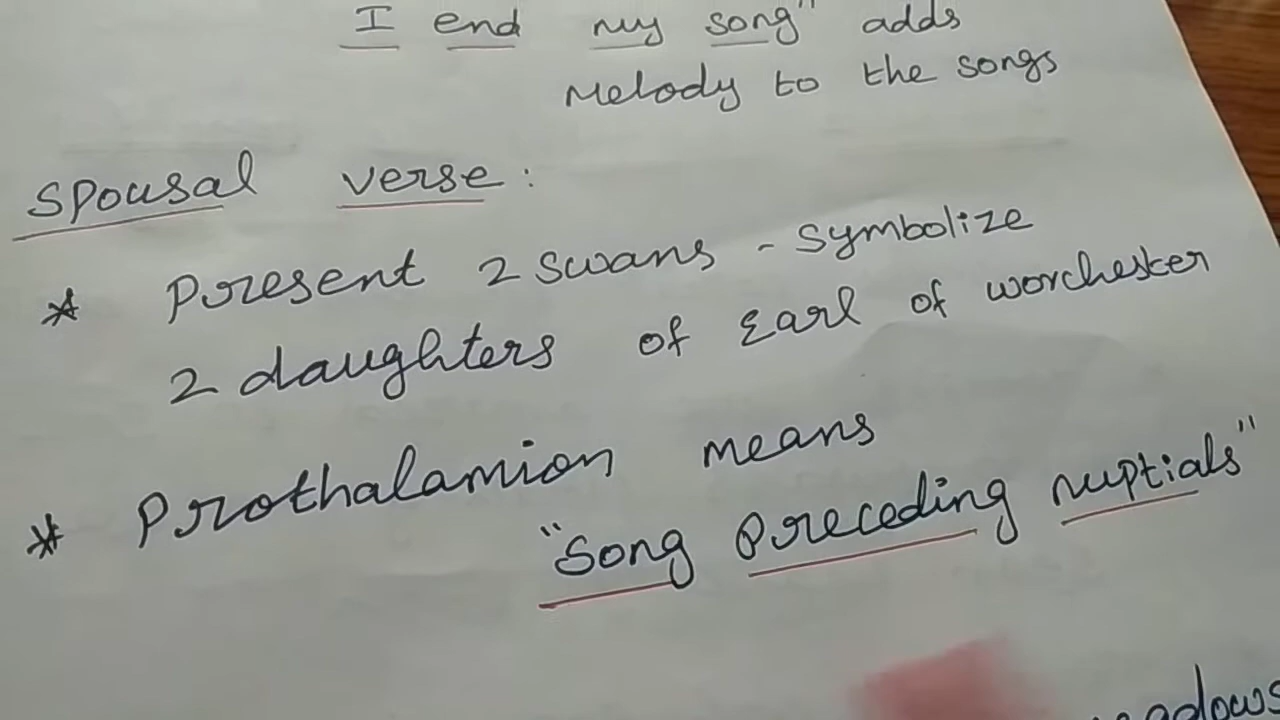 I end my song" adds
Melody to the songs
Spousal verse:
* Present 2 swans - symbolize
2 daughters of Earl of worchester
* Prothalamion means
"Song Preceding nuptials"